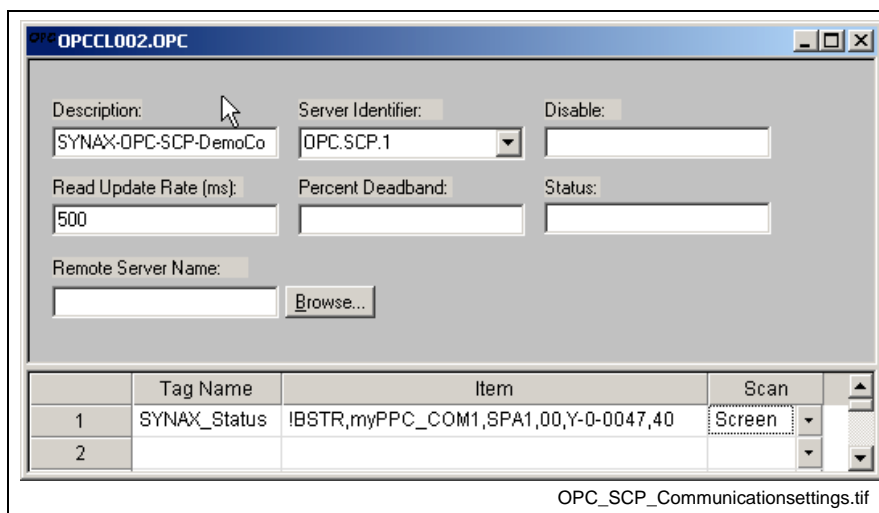 OPC OPCCL002.OPC
Description: Server Identifier: Disable:
SYNAX-OPC-SCP-DemoCo OPC.SCP.1
Read Update Rate (ms): Percent Deadband: Status:
500
Remote Server Name:
Browse...
Tag Name Item Scan
1 SYNAX_Status !BSTR,myPPC_COM1,SPA1,00,Y-0-0047,40 Screen
2
OPC_SCP_Communicationsettings.tif